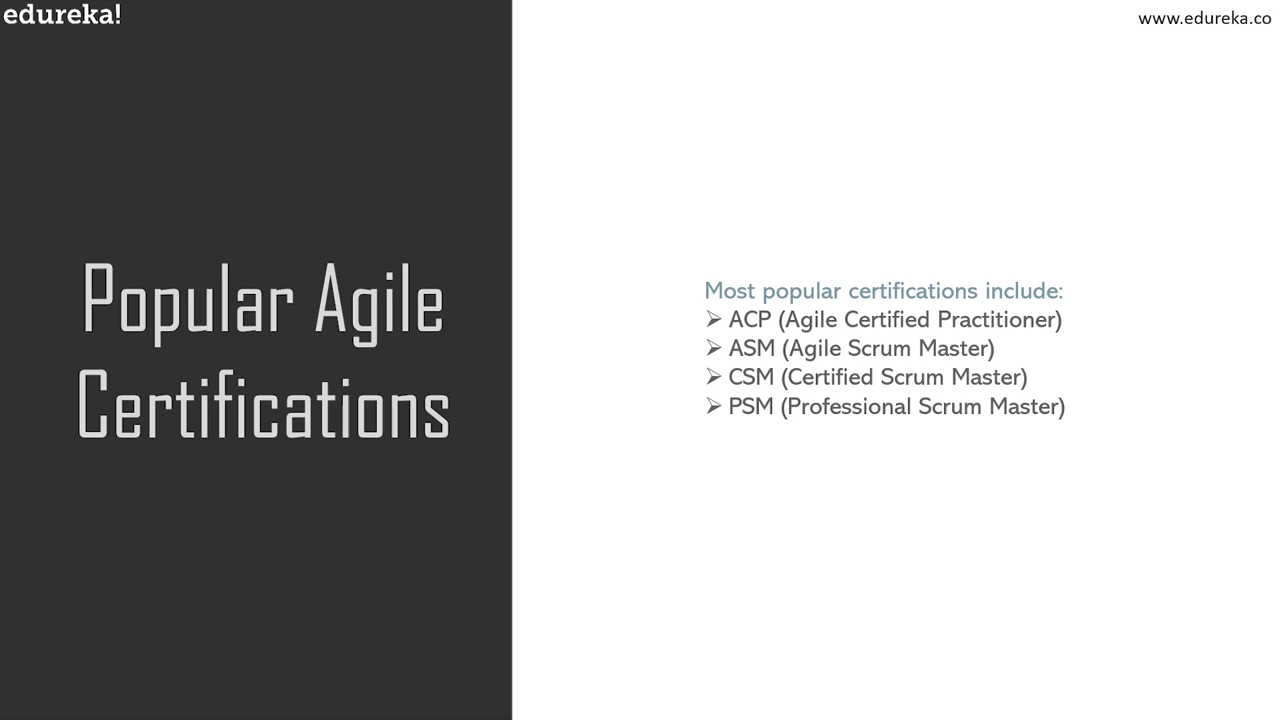 edureka!
www.edureka.co
Popular Agile
Certifications
Most popular certifications include:
➢ ACP (Agile Certified Practitioner)
➢ ASM (Agile Scrum Master)
➢ CSM (Certified Scrum Master)
➢ PSM (Professional Scrum Master)